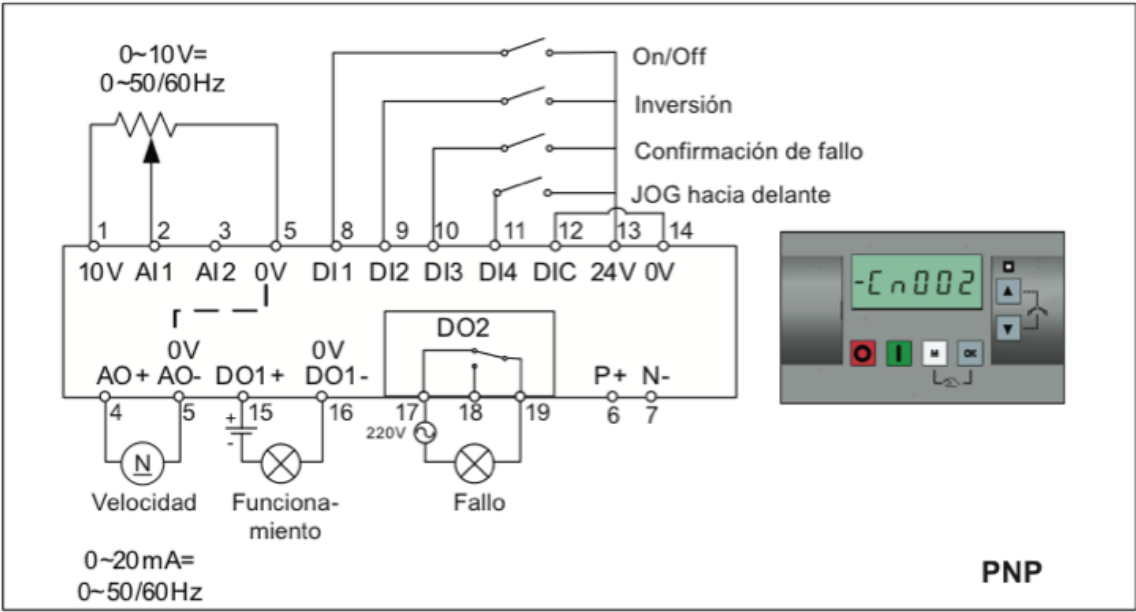 0~10V=
0~50/60Hz
On/Off
Inversión
Confirmación de fallo
JOG hacia delante
1 2 3 5 8 9 10 11 12 13 14
10V AI1 AI2 0V DI1 DI2 DI3 DI4 DIC 24V 0V
-Cn002
M OK
DO2
0V 0V
AO+ AO- DO1+ DO1- P+ N-
4 5 15 16 17 18 19 6 7
+
-
220V
N
Velocidad
Funciona-
miento
Fallo
0~20mA=
0~50/60Hz
PNP